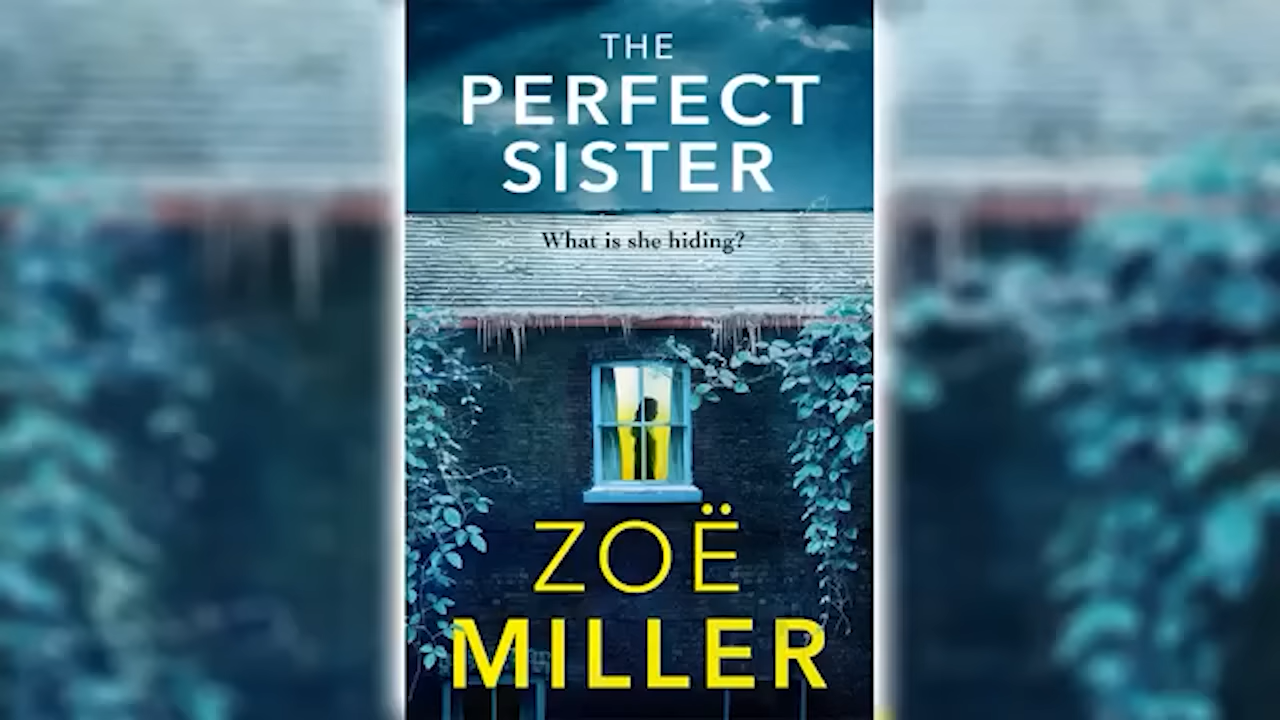 THE
PERFECT
SISTER
What is she hiding?
ZOË
MILLER